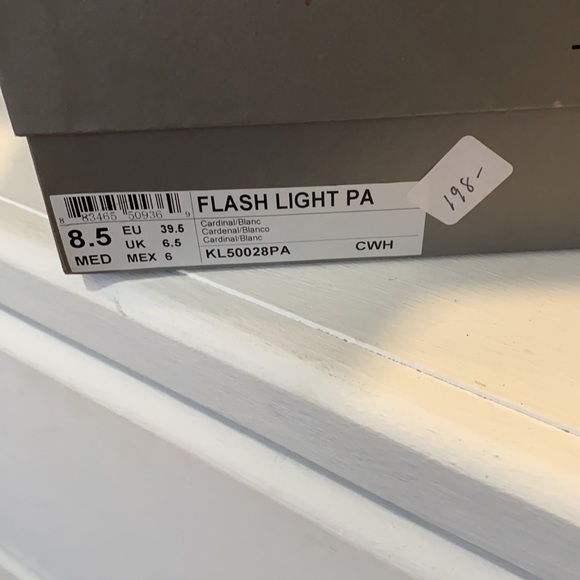 8 83465 50936 9
FLASH LIGHT PA
Cardinal/Blanc
Cardenal/Blanco
Cardinal/Blanc
8.5 EU 39.5
UK 6.5
MED MEX 6
KL50028PA CWH
198-